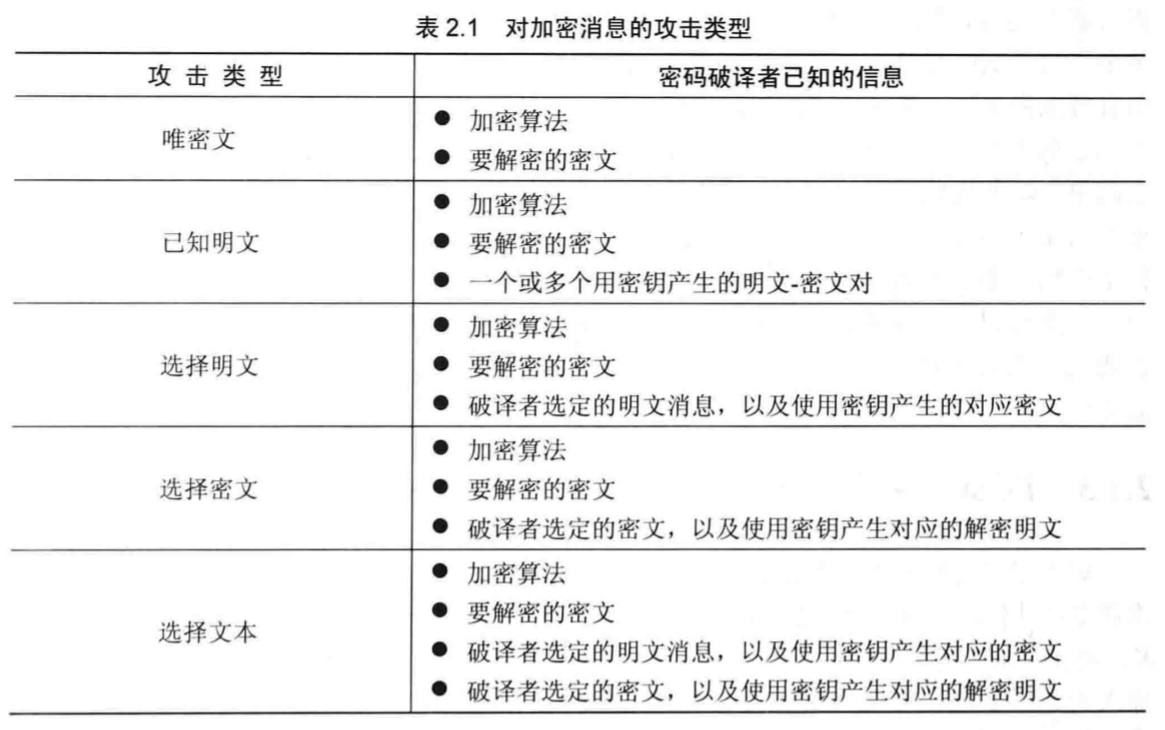 表 2.1 对加密消息的攻击类型
攻 击 类 型 密码破译者已知的信息
唯密文
● 加密算法
● 要解密的密文
已知明文
● 加密算法
● 要解密的密文
● 一个或多个用密钥产生的明文-密文对
选择明文
● 加密算法
● 要解密的密文
● 破译者选定的明文消息，以及使用密钥产生的对应密文
选择密文
● 加密算法
● 要解密的密文
● 破译者选定的密文，以及使用密钥产生对应的解密明文
选择文本
● 加密算法
● 要解密的密文
● 破译者选定的明文消息，以及使用密钥产生对应的密文
● 破译者选定的密文，以及使用密钥产生对应的解密明文